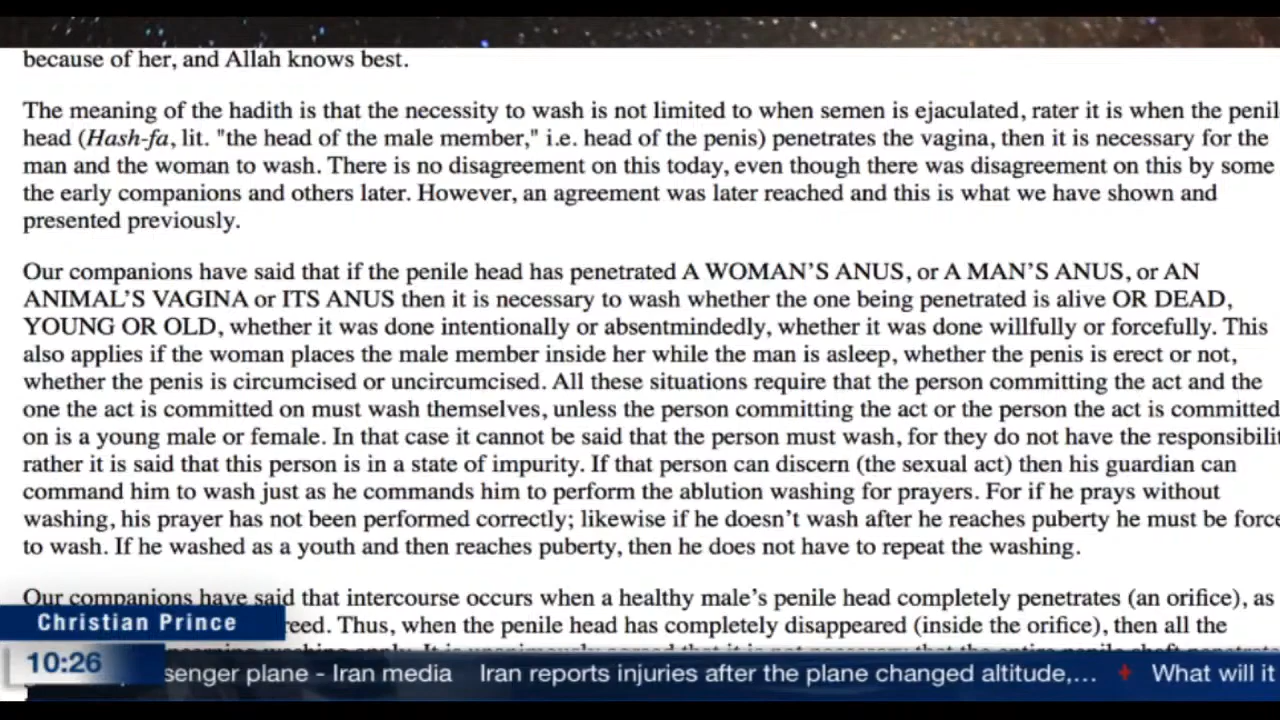 because of her, and Allah knows best.
The meaning of the hadith is that the necessity to wash is not limited to when semen is ejaculated, rater it is when the penil
head (Hash-fa, lit. "the head of the male member," i.e. head of the penis) penetrates the vagina, then it is necessary for the
man and the woman to wash. There is no disagreement on this today, even though there was disagreement on this by some
the early companions and others later. However, an agreement was later reached and this is what we have shown and
presented previously.
Our companions have said that if the penile head has penetrated A WOMAN'S ANUS, or A MAN'S ANUS, or AN
ANIMAL'S VAGINA or ITS ANUS then it is necessary to wash whether the one being penetrated is alive OR DEAD,
YOUNG OR OLD, whether it was done intentionally or absentmindedly, whether it was done willfully or forcefully. This
also applies if the woman places the male member inside her while the man is asleep, whether the penis is erect or not,
whether the penis is circumcised or uncircumcised. All these situations require that the person committing the act and the
one the act is committed on must wash themselves, unless the person committing the act or the person the act is committed
on is a young male or female. In that case it cannot be said that the person must wash, for they do not have the responsibilit
rather it is said that this person is in a state of impurity. If that person can discern (the sexual act) then his guardian can
command him to wash just as he commands him to perform the ablution washing for prayers. For if he prays without
washing, his prayer has not been performed correctly; likewise if he doesn't wash after he reaches puberty he must be force
to wash. If he washed as a youth and then reaches puberty, then he does not have to repeat the washing.
Our companions have said that intercourse occurs when a healthy male's penile head completely penetrates (an orifice), as
reed. Thus, when the penile head has completely disappeared (inside the orifice), then all the
Christian Prince
10:26
senger plane - Iran media Iran reports injuries after the plane changed altitude,... + What will it